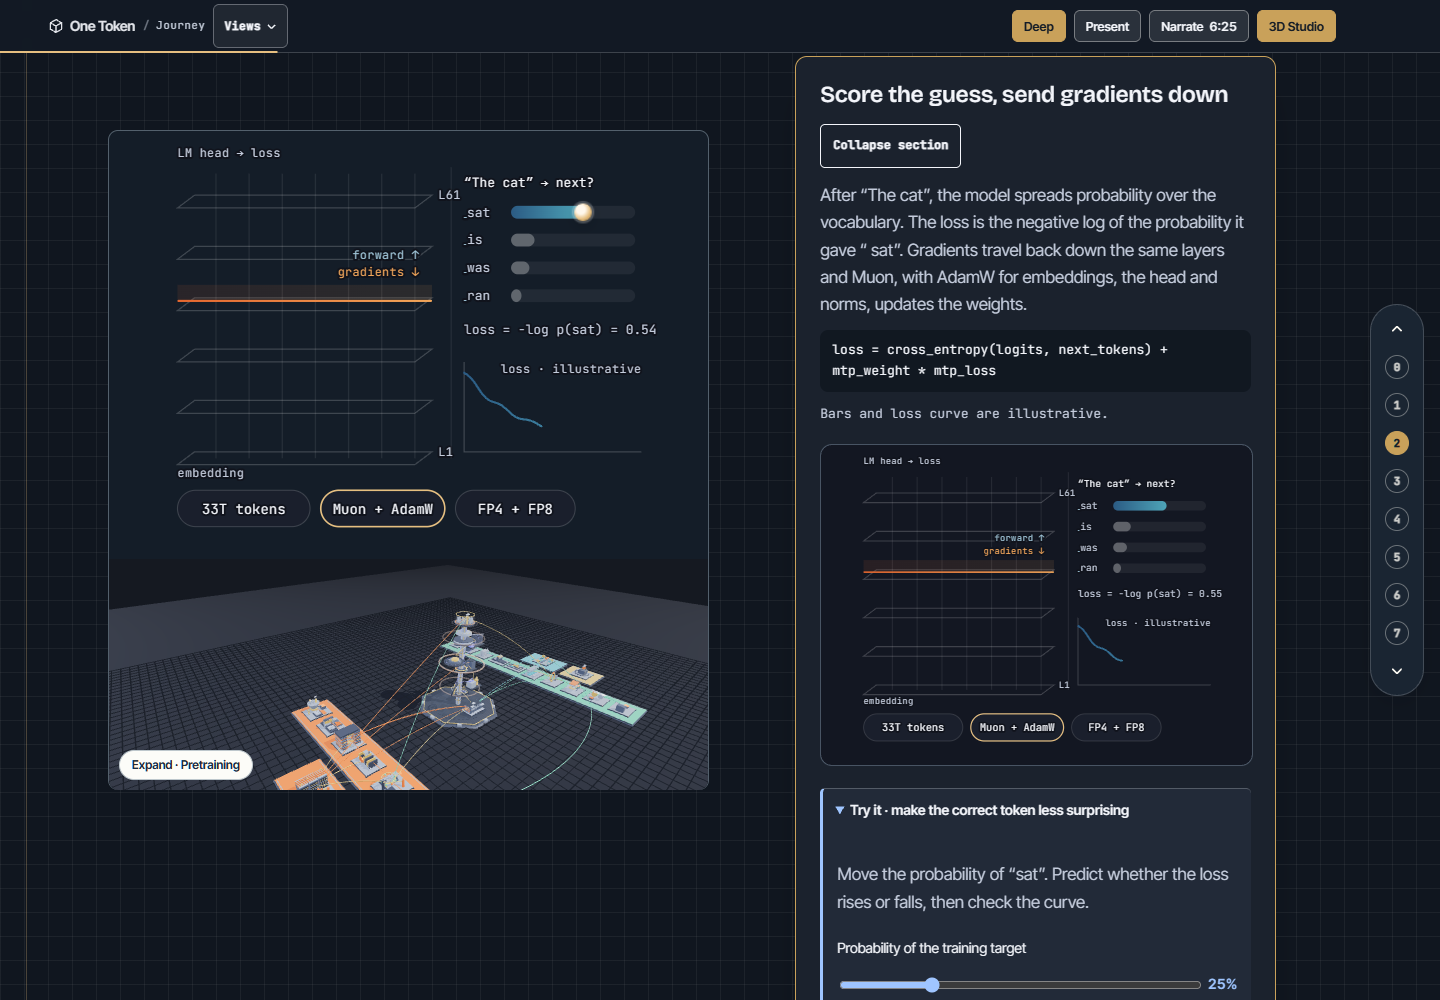 One Token / Journey
Views
Deep
Present
Narrate 6:25
3D Studio
LM head → loss
L61
"The cat" → next?
_sat
_is
_was
_ran
forward ↑
gradients ↓
loss = -log p(sat) = 0.54
loss · illustrative
L1
embedding
33T tokens
Muon + AdamW
FP4 + FP8
Expand · Pretraining
Score the guess, send gradients down
Collapse section
After “The cat”, the model spreads probability over the
vocabulary. The loss is the negative log of the probability it
gave “ sat”. Gradients travel back down the same layers
and Muon, with AdamW for embeddings, the head and
norms, updates the weights.
loss = cross_entropy(logits, next_tokens) +
mtp_weight * mtp_loss
Bars and loss curve are illustrative.
LM head → loss
L61
“The cat” → next?
_sat
_is
_was
_ran
forward ↑
gradients ↓
loss = -log p(sat) = 0.55
loss · illustrative
L1
embedding
33T tokens
Muon + AdamW
FP4 + FP8
Try it · make the correct token less surprising
Move the probability of “sat”. Predict whether the loss
rises or falls, then check the curve.
Probability of the training target
25%
0
1
2
3
4
5
6
7